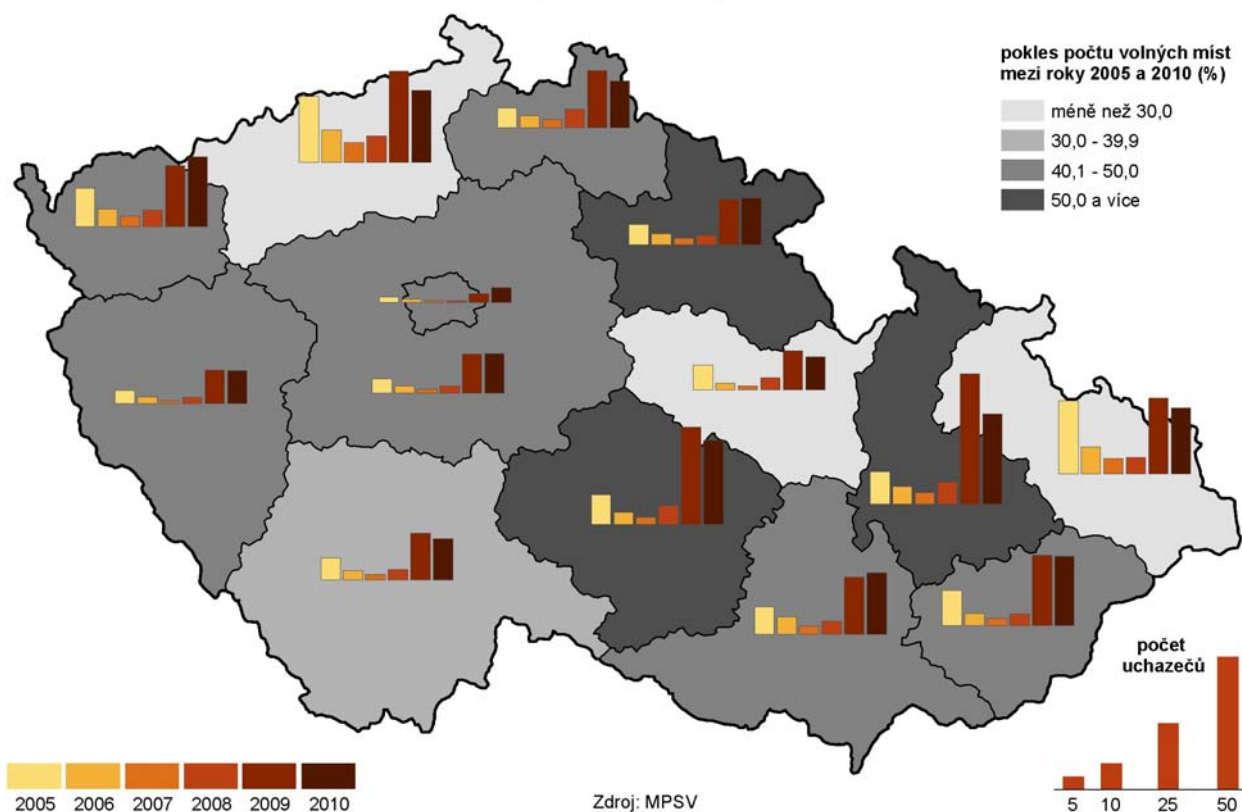 pokles počtu volných míst
mezi roky 2005 a 2010 (%)
méně než 30,0
30,0 - 39,9
40,1 - 50,0
50,0 a více
počet
uchazečů
5 10 25 50
2005 2006 2007 2008 2009 2010
Zdroj: MPSV